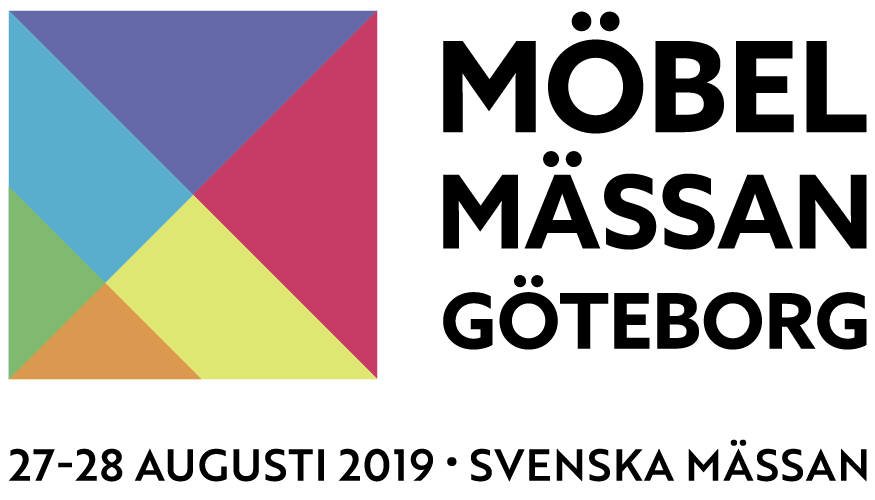 MÖBEL
MÄSSAN
GÖTEBORG
27-28 AUGUSTI 2019 · SVENSKA MÄSSAN